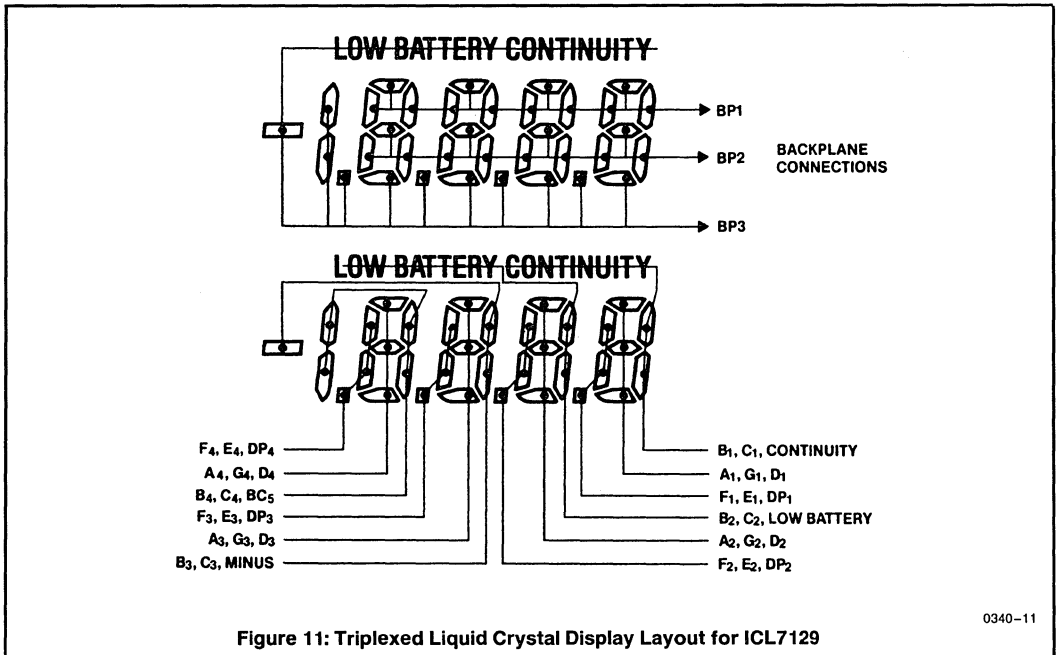 LOW BATTERY CONTINUITY
BP1
BP2
BACKPLANE
CONNECTIONS
BP3
LOW BATTERY CONTINUITY
F4, E4, DP4
A4, G4, D4
B4, C4, BC5
F3, E3, DP3
A3, G3, D3
B3, C3, MINUS
B1, C1, CONTINUITY
A1, G1, D1
F1, E1, DP1
B2, C2, LOW BATTERY
A2, G2, D2
F2, E2, DP2
0340–11
Figure 11: Triplexed Liquid Crystal Display Layout for ICL7129